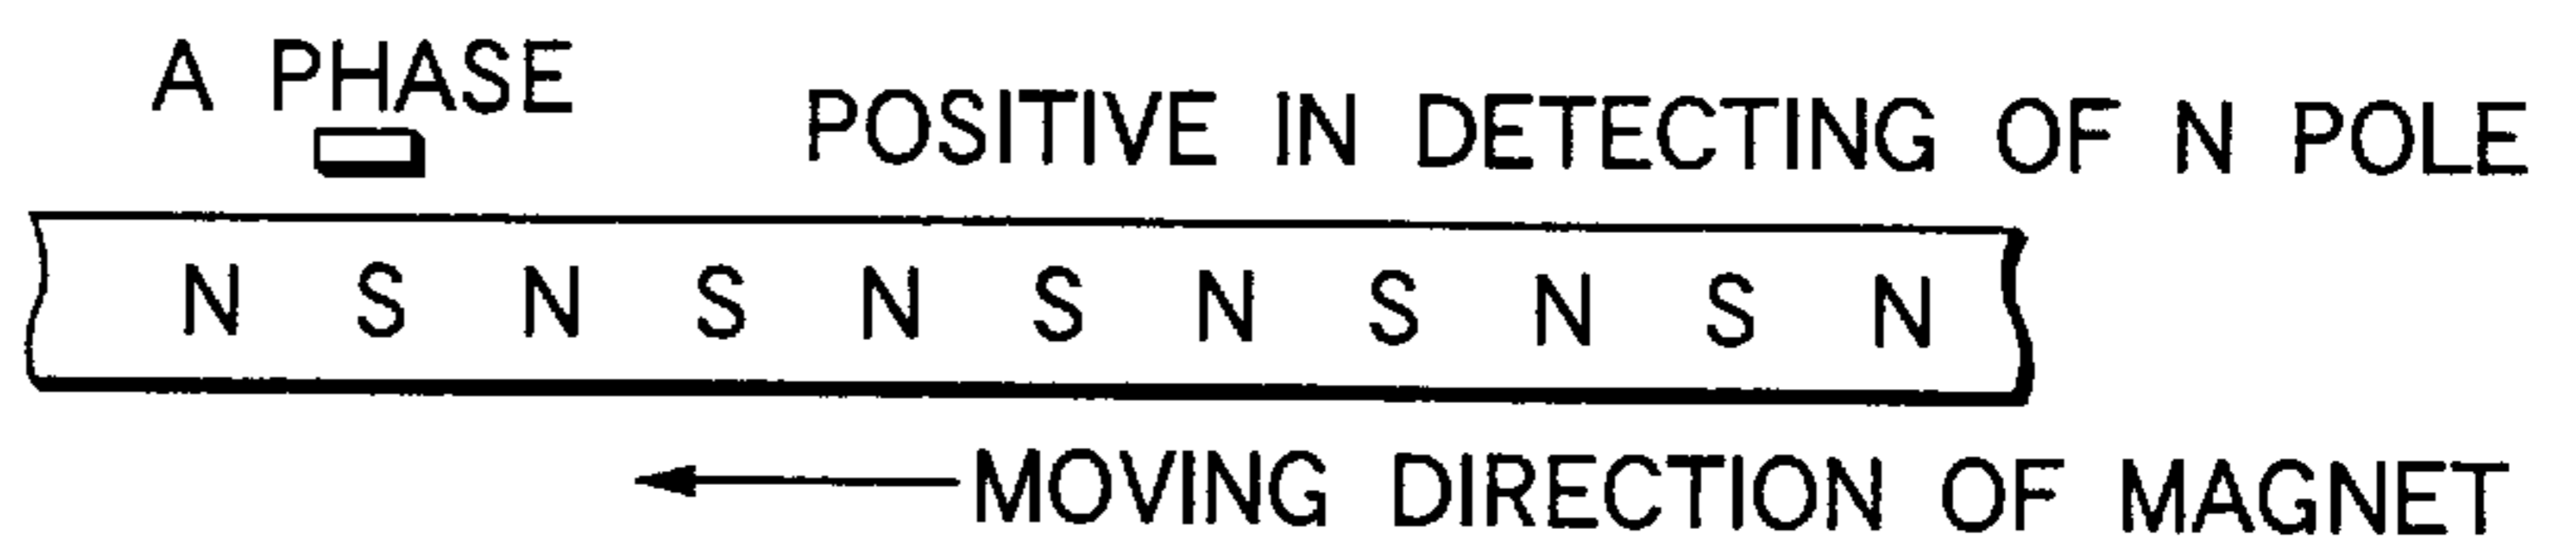 A PHASE
POSITIVE IN DETECTING OF N POLE
N S N S N S N S N S N
MOVING DIRECTION OF MAGNET